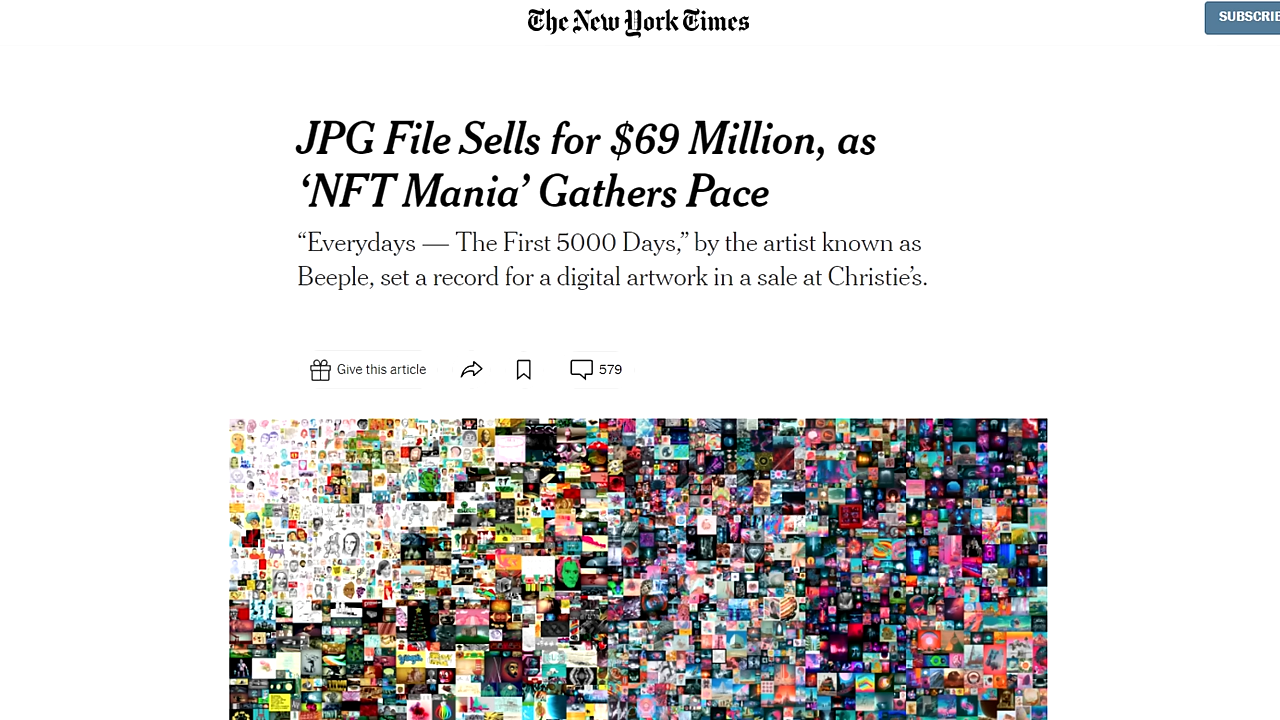 The New York Times
SUBSCRIBE
JPG File Sells for $69 Million, as
‘NFT Mania’ Gathers Pace
“Everydays — The First 5000 Days,” by the artist known as
Beeple, set a record for a digital artwork in a sale at Christie’s.
Give this article
579